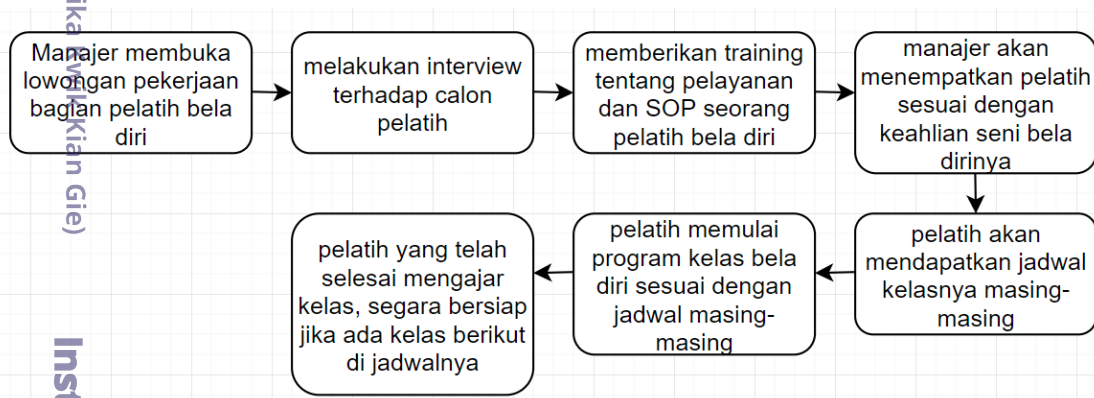 Manajer membuka
lowongan pekerjaan
bagian pelatih bela
diri
melakukan interview
terhadap calon
pelatih
memberikan training
tentang pelayanan
dan SOP seorang
pelatih bela diri
manajer akan
menempatkan pelatih
sesuai dengan
keahlian seni bela
dirinya
pelatih akan
mendapatkan jadwal
kelasnya masing-
masing
pelatih memulai
program kelas bela
diri sesuai dengan
jadwal masing-
masing
pelatih yang telah
selesai mengajar
kelas, segara bersiap
jika ada kelas berikut
di jadwalnya
ika Kwik Kian Gie)
Inst